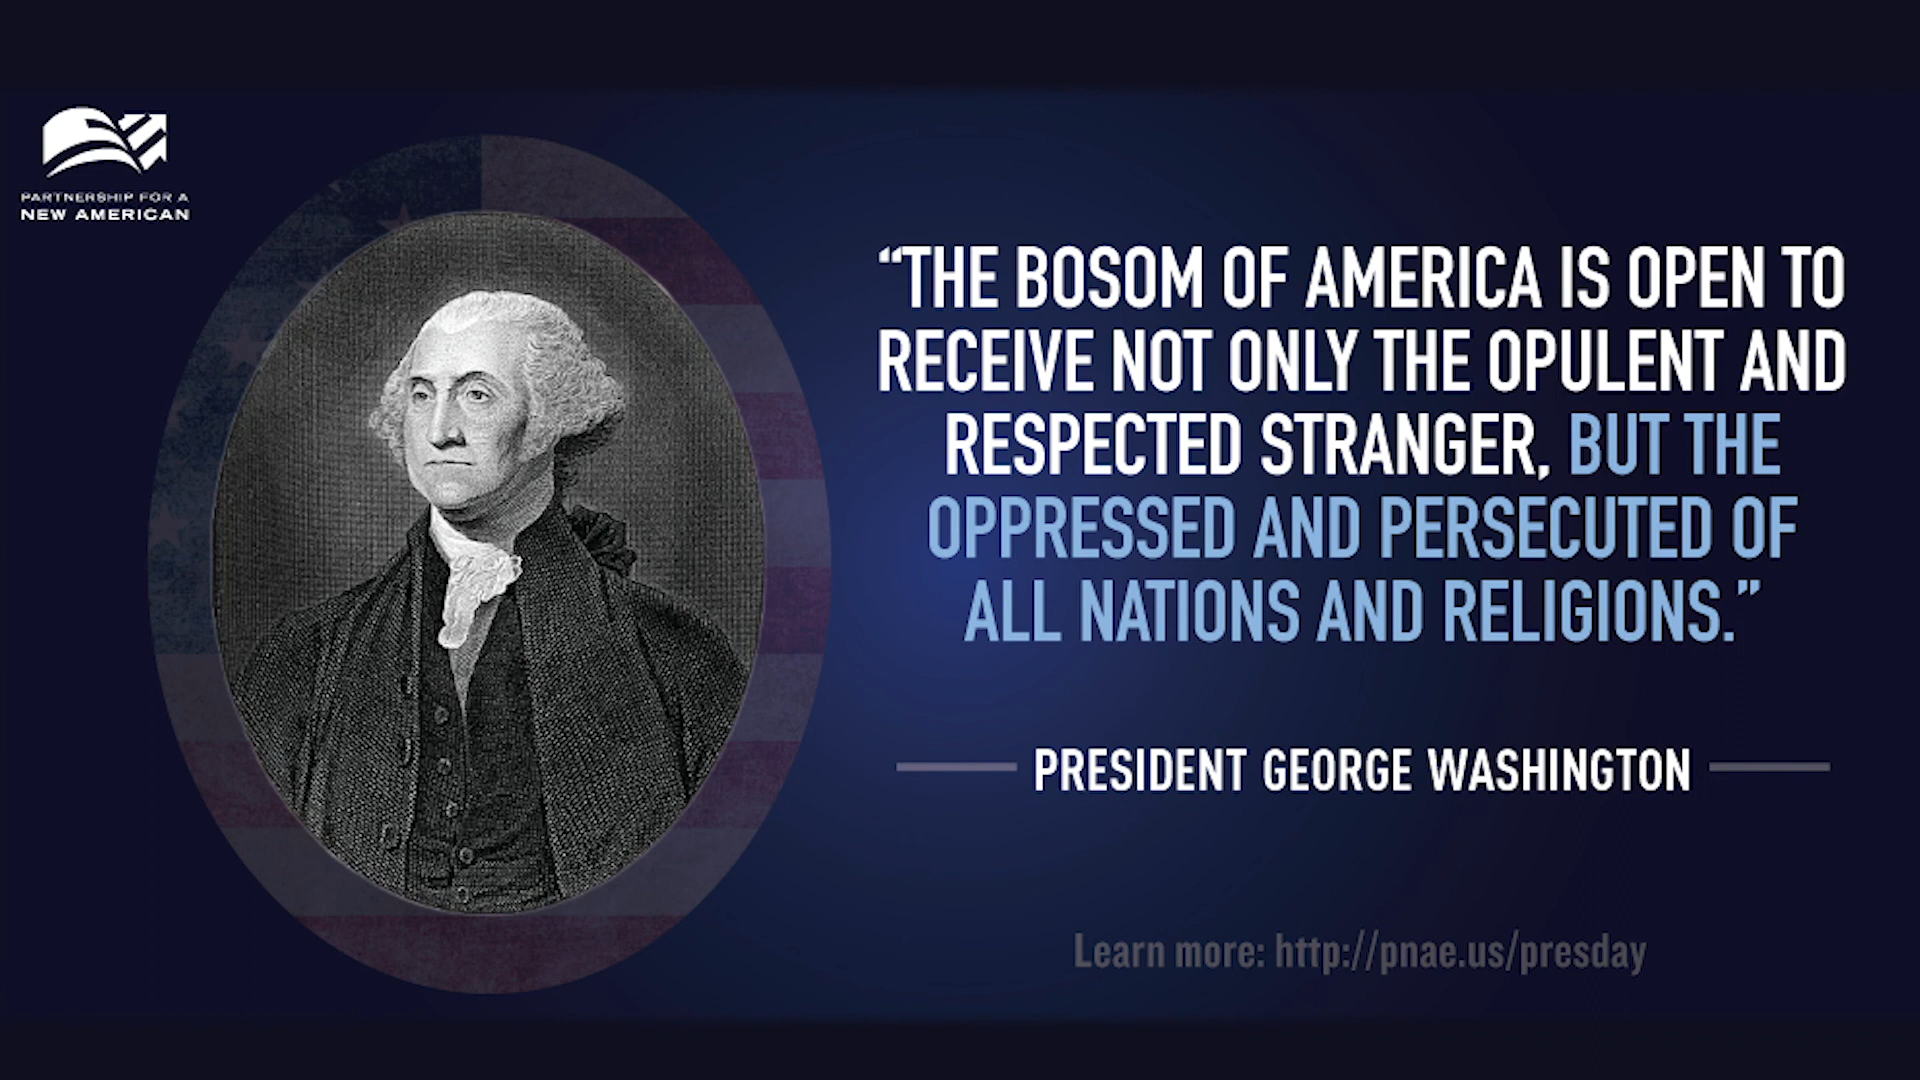 PARTNERSHIP FOR A
NEW AMERICAN
“THE BOSOM OF AMERICA IS OPEN TO
RECEIVE NOT ONLY THE OPULENT AND
RESPECTED STRANGER, BUT THE
OPPRESSED AND PERSECUTED OF
ALL NATIONS AND RELIGIONS.”
PRESIDENT GEORGE WASHINGTON
Learn more: http://pnae.us/presday